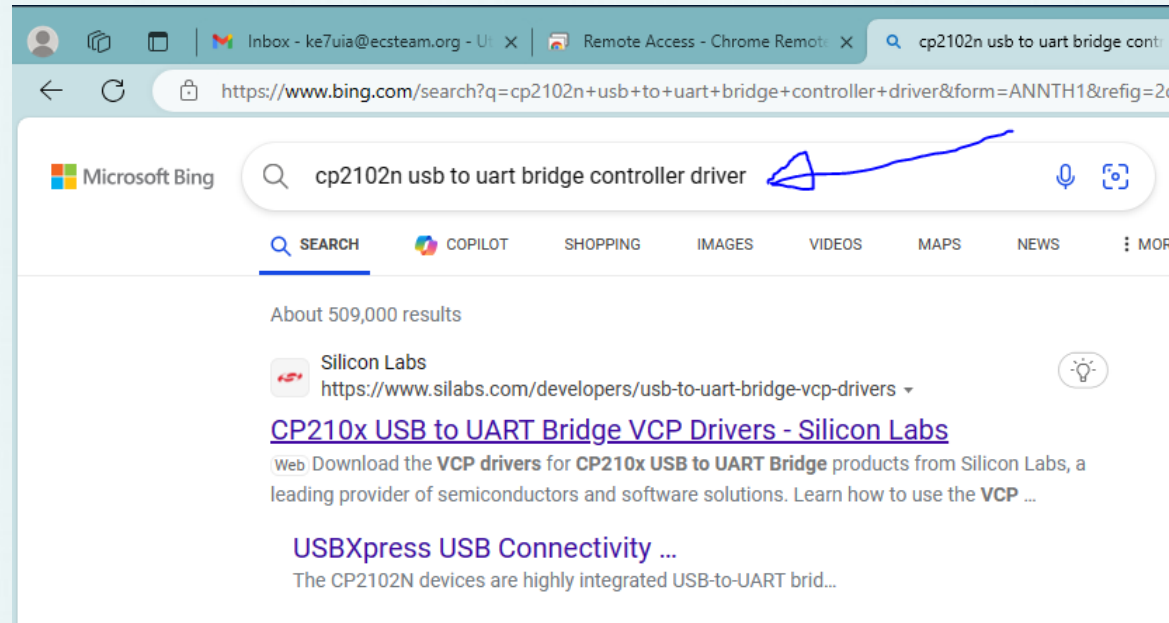 Inbox - ke7uia@ecsteam.org - Ut
Remote Access - Chrome Remote
cp2102n usb to uart bridge contr
https://www.bing.com/search?q=cp2102n+usb+to+uart+bridge+controller+driver&form=ANNTH1&refig=2c
Microsoft Bing
cp2102n usb to uart bridge controller driver
SEARCH COPILOT SHOPPING IMAGES VIDEOS MAPS NEWS MOR
About 509,000 results
Silicon Labs
https://www.silabs.com/developers/usb-to-uart-bridge-vcp-drivers
CP210x USB to UART Bridge VCP Drivers - Silicon Labs
Web Download the VCP drivers for CP210x USB to UART Bridge products from Silicon Labs, a
leading provider of semiconductors and software solutions. Learn how to use the VCP ...
USBXpress USB Connectivity ...
The CP2102N devices are highly integrated USB-to-UART brid...